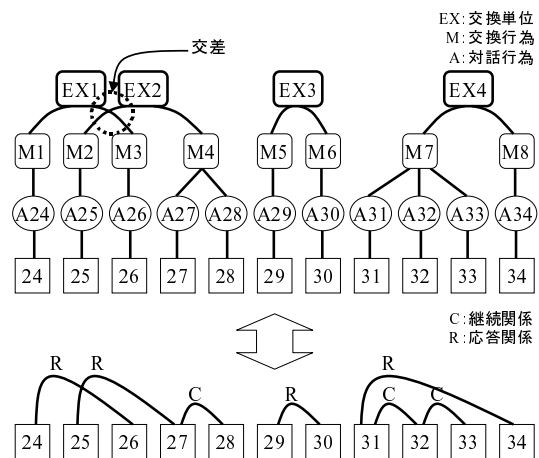 EX:交換単位
M:交換行為
A:対話行為
交差
EX1 EX2 EX3 EX4
M1 M2 M3 M4 M5 M6 M7 M8
A24 A25 A26 A27 A28 A29 A30 A31 A32 A33 A34
24 25 26 27 28 29 30 31 32 33 34
C:継続関係
R:応答関係
R R R
C R C C
24 25 26 27 28 29 30 31 32 33 34